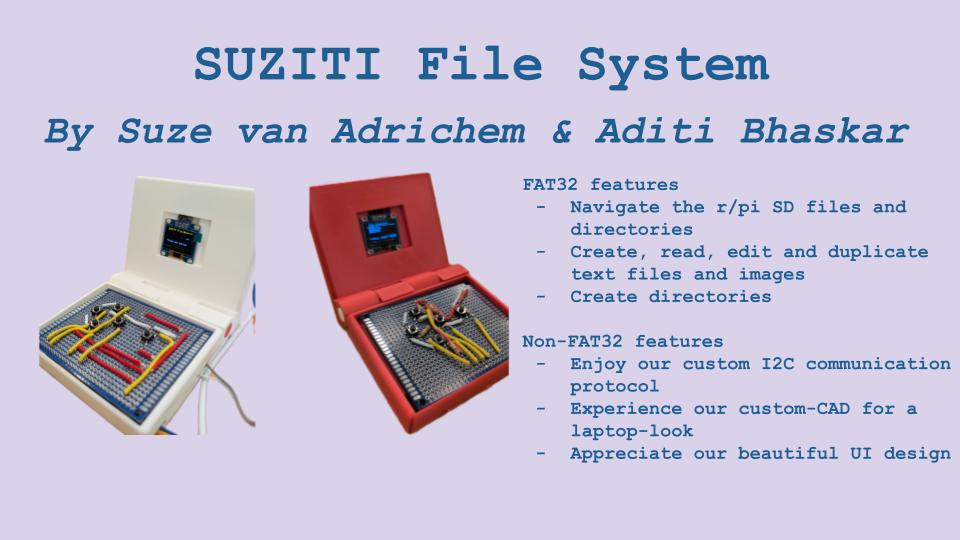 SUZITI File System
By Suze van Adrichem & Aditi Bhaskar
FAT32 features
- Navigate the r/pi SD files and
directories
- Create, read, edit and duplicate
text files and images
- Create directories
Non-FAT32 features
- Enjoy our custom I2C communication
protocol
- Experience our custom-CAD for a
laptop-look
- Appreciate our beautiful UI design